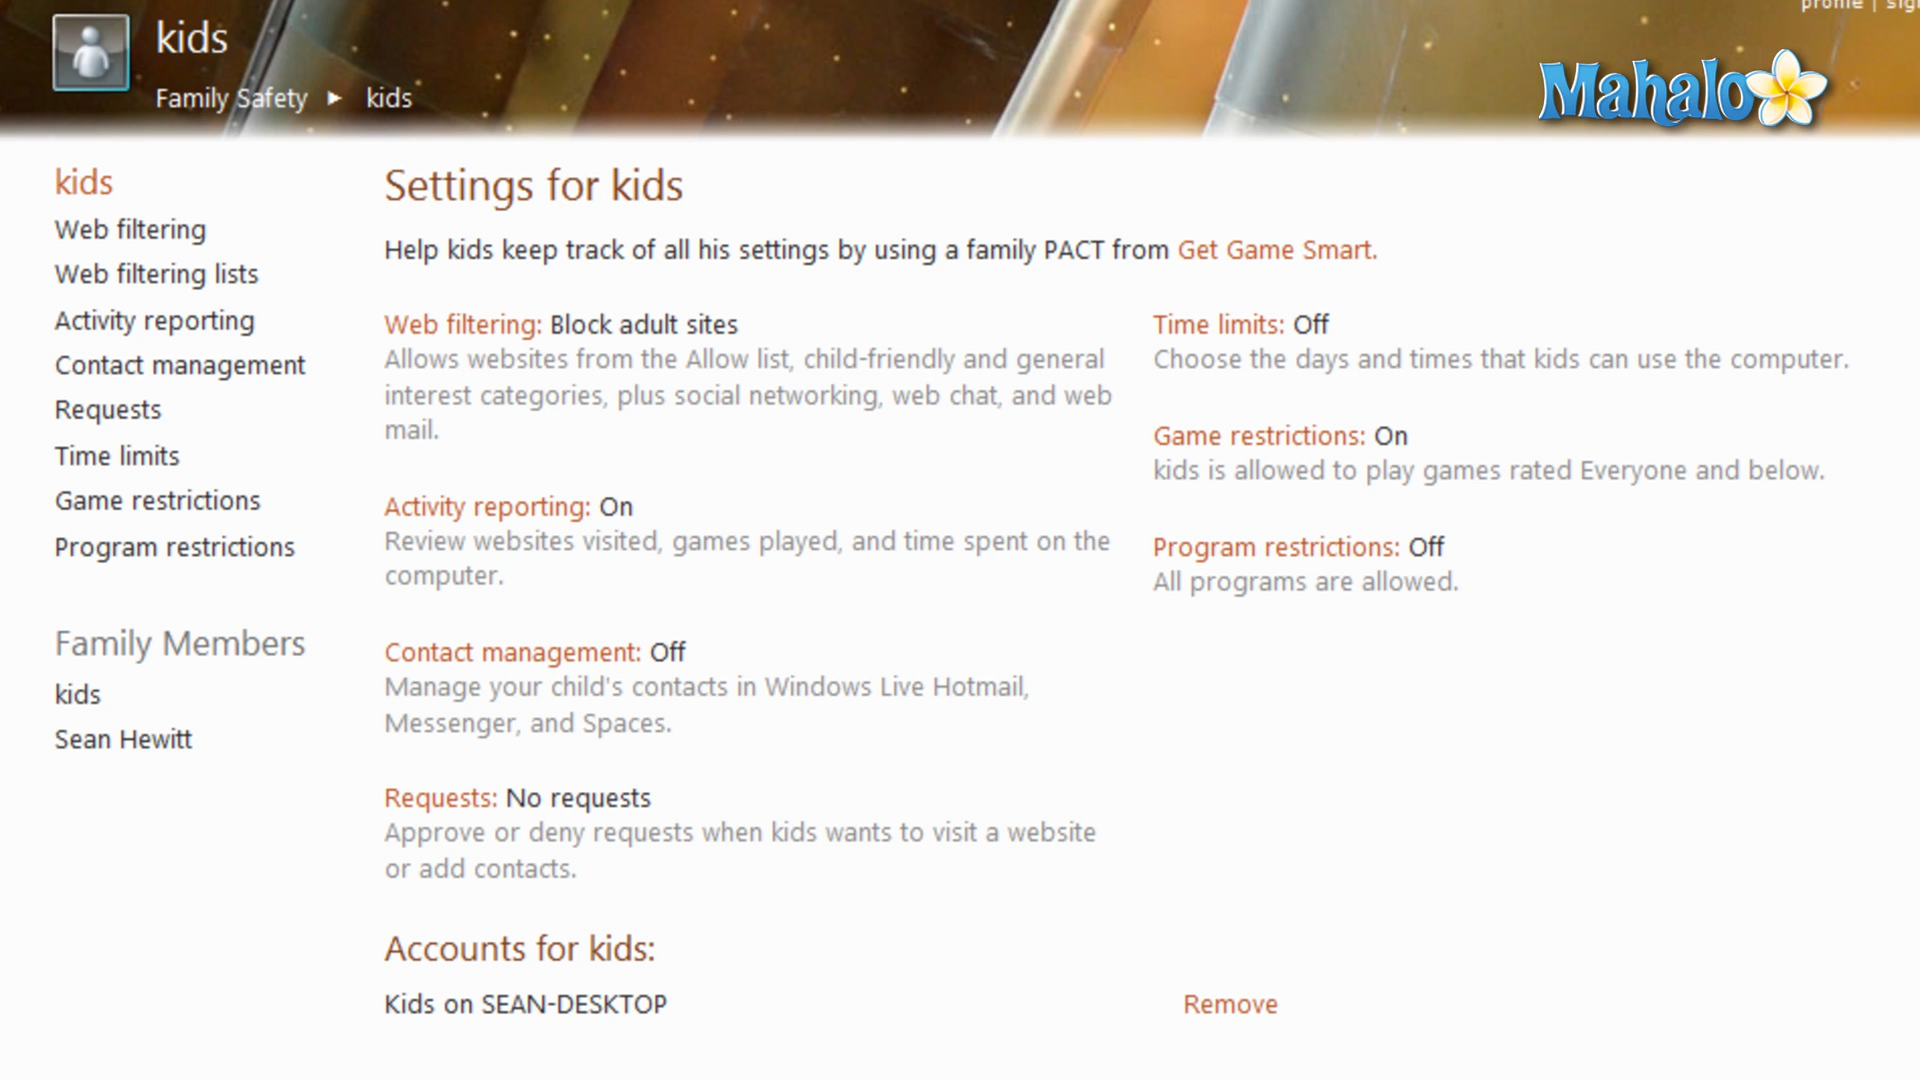 profile | sig
kids
Family Safety ► kids
Mahalo
kids
Web filtering
Web filtering lists
Activity reporting
Contact management
Requests
Time limits
Game restrictions
Program restrictions
Family Members
kids
Sean Hewitt
Settings for kids
Help kids keep track of all his settings by using a family PACT from Get Game Smart.
Web filtering: Block adult sites
Allows websites from the Allow list, child-friendly and general
interest categories, plus social networking, web chat, and web
mail.
Activity reporting: On
Review websites visited, games played, and time spent on the
computer.
Contact management: Off
Manage your child's contacts in Windows Live Hotmail,
Messenger, and Spaces.
Requests: No requests
Approve or deny requests when kids wants to visit a website
or add contacts.
Time limits: Off
Choose the days and times that kids can use the computer.
Game restrictions: On
kids is allowed to play games rated Everyone and below.
Program restrictions: Off
All programs are allowed.
Accounts for kids:
Kids on SEAN-DESKTOP Remove